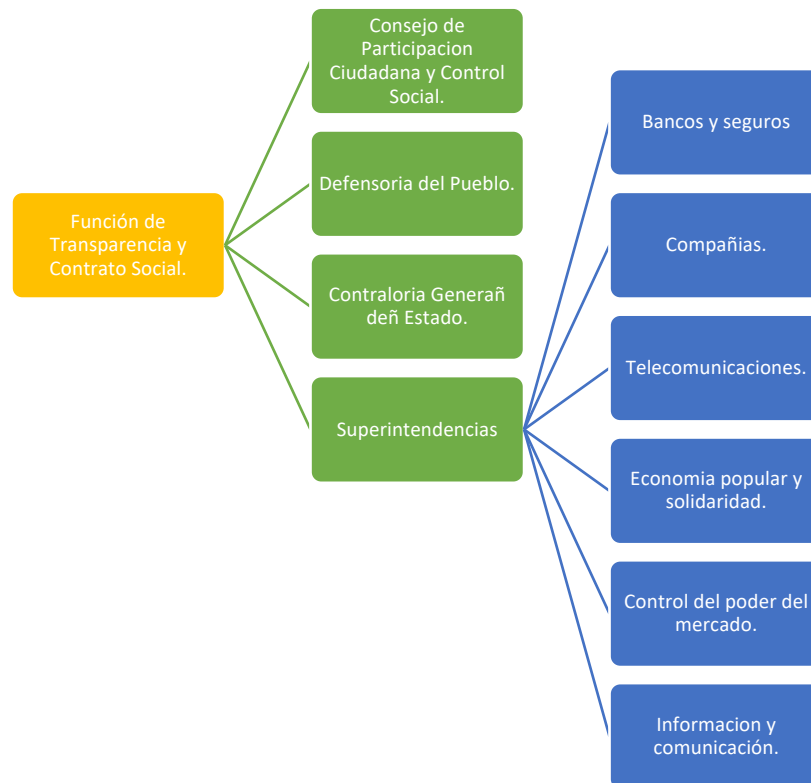 Función de
Transparencia y
Contrato Social.
Consejo de
Participacion
Ciudadana y Control
Social.
Defensoria del Pueblo.
Contraloria Generañ
deñ Estado.
Superintendencias
Bancos y seguros
Compañias.
Telecomunicaciones.
Economia popular y
solidaridad.
Control del poder del
mercado.
Informacion y
comunicación.